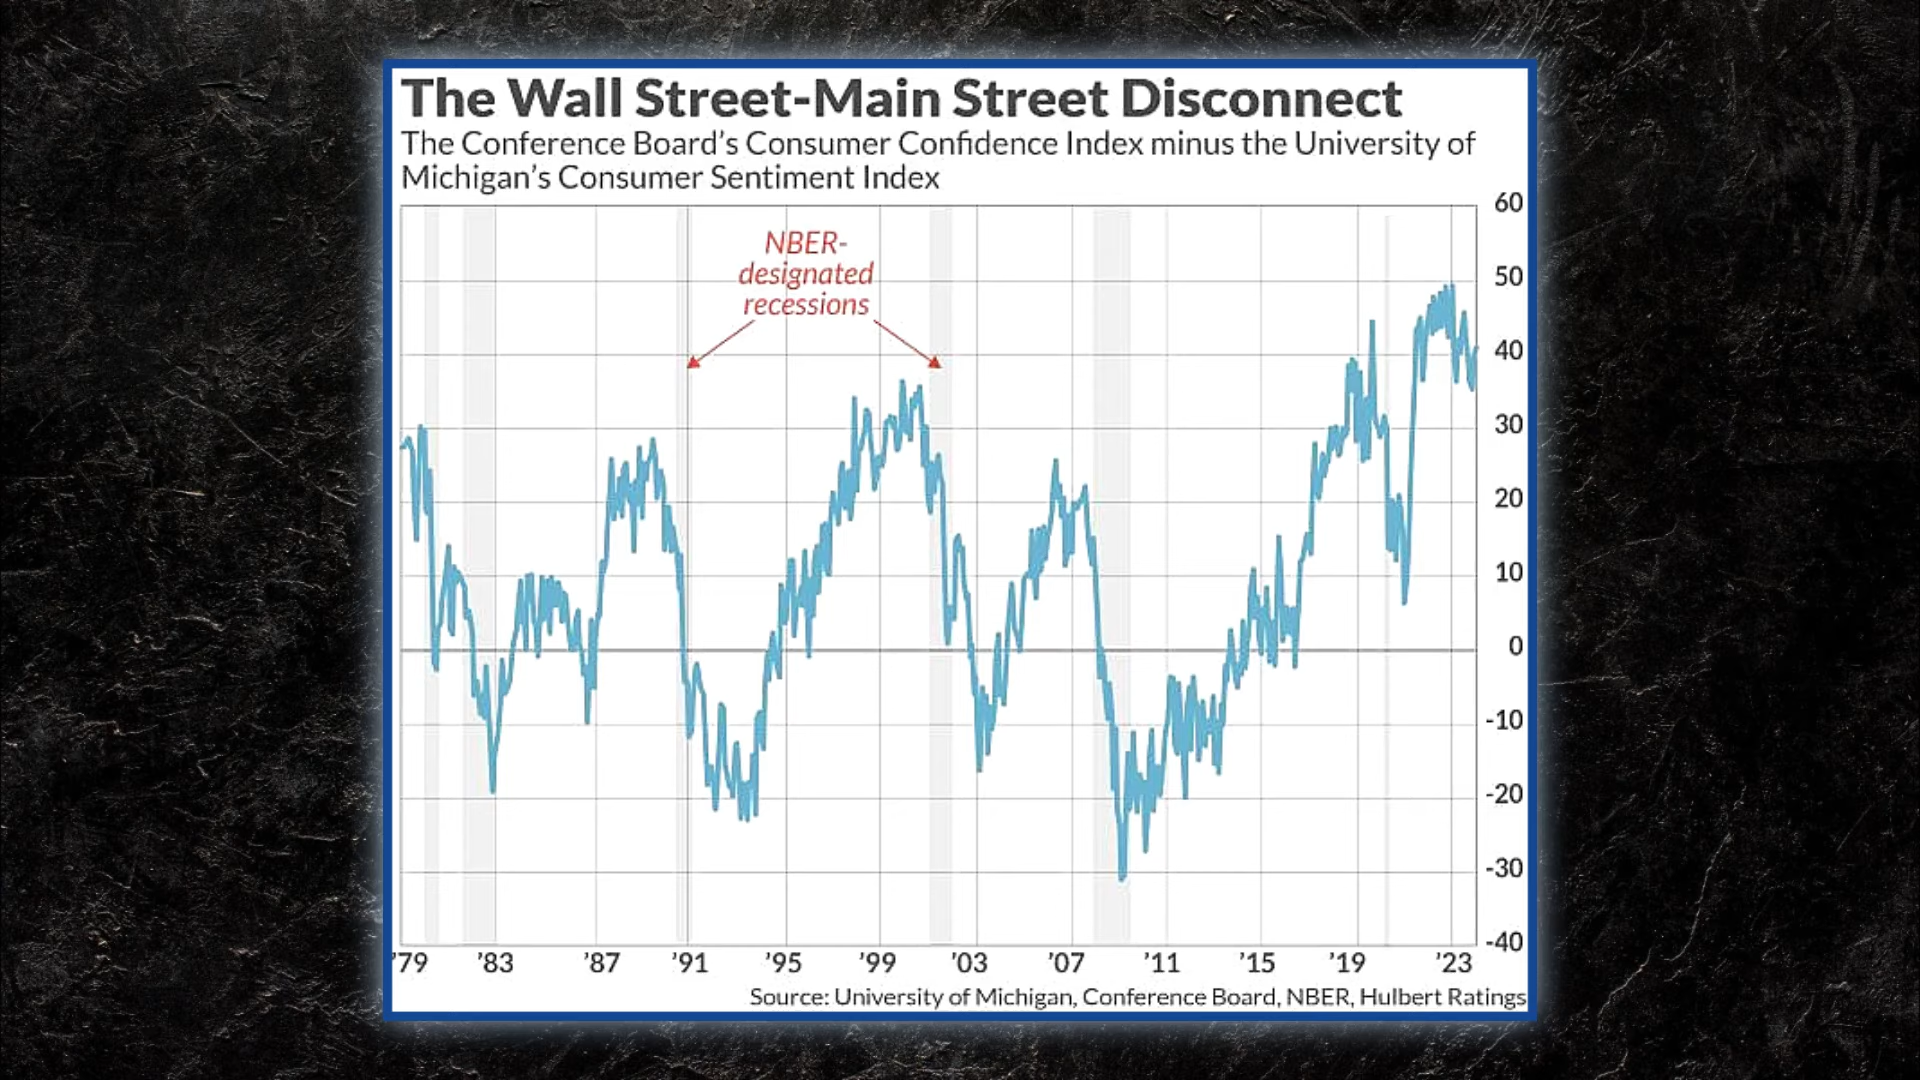 The Wall Street-Main Street Disconnect
The Conference Board's Consumer Confidence Index minus the University of
Michigan's Consumer Sentiment Index
60
NBER-
designated
recessions
50
40
30
20
10
0
-10
-20
-30
-40
'79 '83 '87 '91 '95 '99 '03 '07 '11 '15 '19 '23
Source: University of Michigan, Conference Board, NBER, Hulbert Ratings